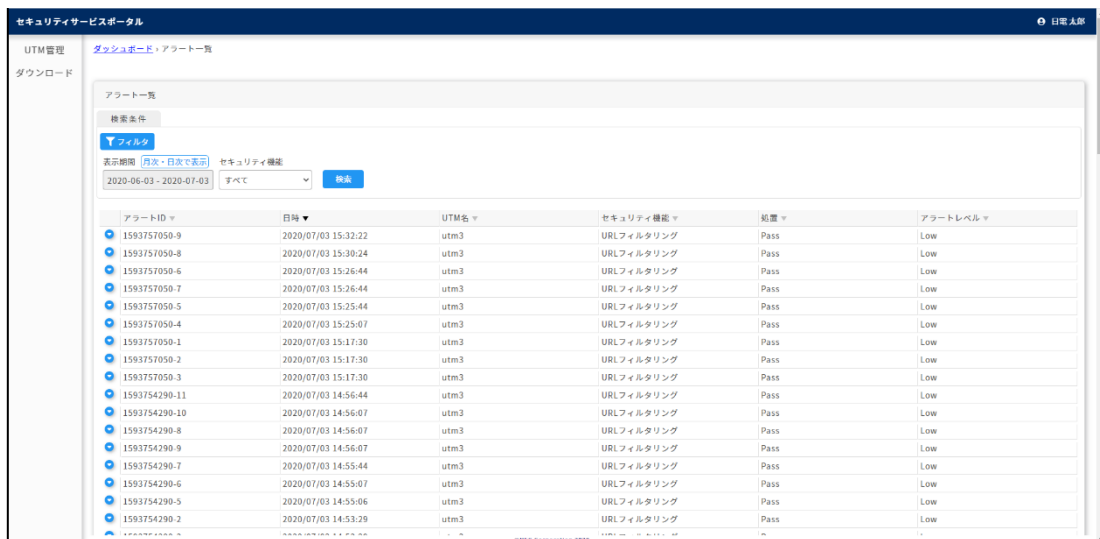 セキュリティサービスポータル 日電 太郎
UTM管理
ダウンロード
ダッシュボード › アラート一覧
アラート一覧
検索条件
フィルタ
表示期間 月次・日次で表示 セキュリティ機能
2020-06-03 - 2020-07-03 すべて 検索
アラートID 日時 UTM名 セキュリティ機能 処置 アラートレベル
1593757050-9 2020/07/03 15:32:22 utm3 URLフィルタリング Pass Low
1593757050-8 2020/07/03 15:30:24 utm3 URLフィルタリング Pass Low
1593757050-6 2020/07/03 15:26:44 utm3 URLフィルタリング Pass Low
1593757050-7 2020/07/03 15:26:44 utm3 URLフィルタリング Pass Low
1593757050-5 2020/07/03 15:25:44 utm3 URLフィルタリング Pass Low
1593757050-4 2020/07/03 15:25:07 utm3 URLフィルタリング Pass Low
1593757050-1 2020/07/03 15:17:30 utm3 URLフィルタリング Pass Low
1593757050-2 2020/07/03 15:17:30 utm3 URLフィルタリング Pass Low
1593757050-3 2020/07/03 15:17:30 utm3 URLフィルタリング Pass Low
1593754290-11 2020/07/03 14:56:44 utm3 URLフィルタリング Pass Low
1593754290-10 2020/07/03 14:56:07 utm3 URLフィルタリング Pass Low
1593754290-8 2020/07/03 14:56:07 utm3 URLフィルタリング Pass Low
1593754290-9 2020/07/03 14:56:07 utm3 URLフィルタリング Pass Low
1593754290-7 2020/07/03 14:55:44 utm3 URLフィルタリング Pass Low
1593754290-6 2020/07/03 14:55:07 utm3 URLフィルタリング Pass Low
1593754290-5 2020/07/03 14:55:06 utm3 URLフィルタリング Pass Low
1593754290-2 2020/07/03 14:53:29 utm3 URLフィルタリング Pass Low